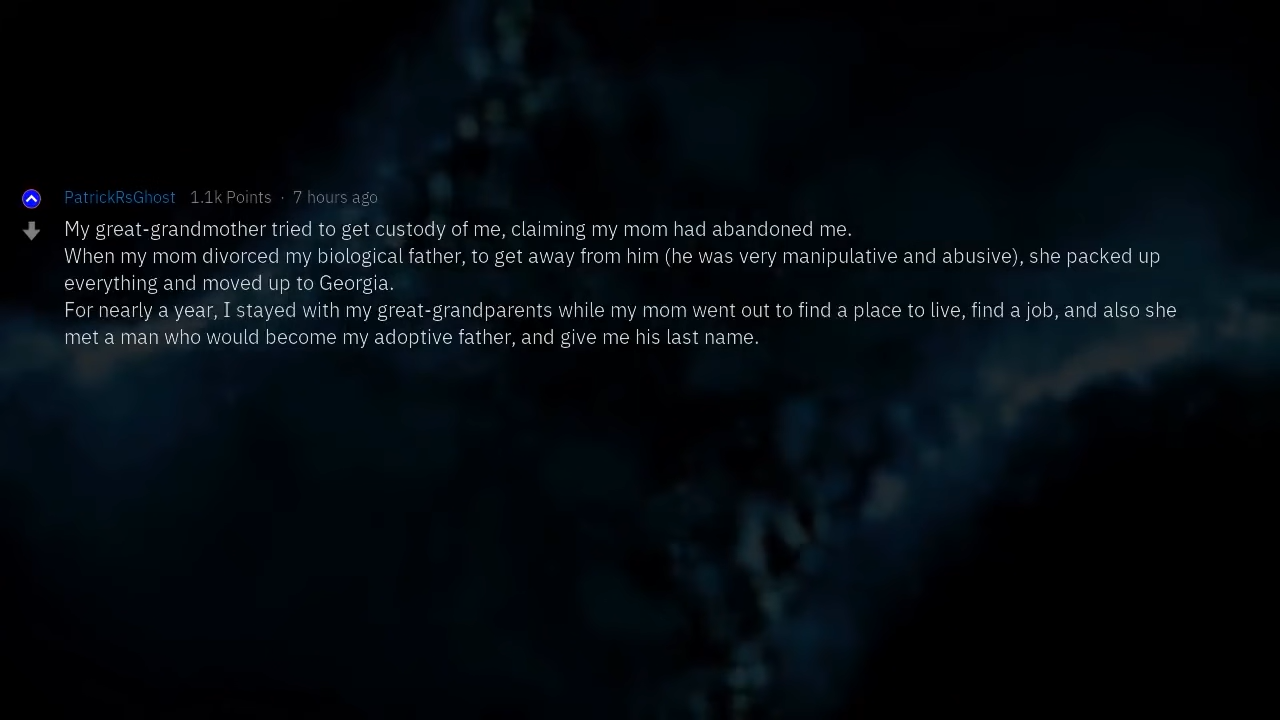 PatrickRsGhost 1.1k Points · 7 hours ago
My great-grandmother tried to get custody of me, claiming my mom had abandoned me.
When my mom divorced my biological father, to get away from him (he was very manipulative and abusive), she packed up
everything and moved up to Georgia.
For nearly a year, I stayed with my great-grandparents while my mom went out to find a place to live, find a job, and also she
met a man who would become my adoptive father, and give me his last name.